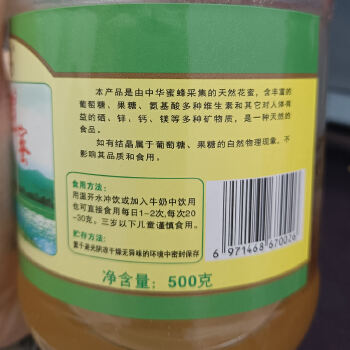 本产品是由中华蜜蜂采集的天然花蜜，含丰富的
葡萄糖、果糖、氨基酸多种维生素和其它对人体有
益的硒、锌、钙、镁等多种矿物质，是一种天然的
食品。
如有结晶属于葡萄糖、果糖的自然物理现象，不
影响其品质和食用。
食用方法：
用温开水冲饮或加入牛奶中饮用
也可直接食用每日1-2次,每次20
-30克，三岁以下儿童谨慎食用。
贮存方法：
置于避光阴凉干燥无异味的环境中密封保存
净含量：500克
6 971468 670026